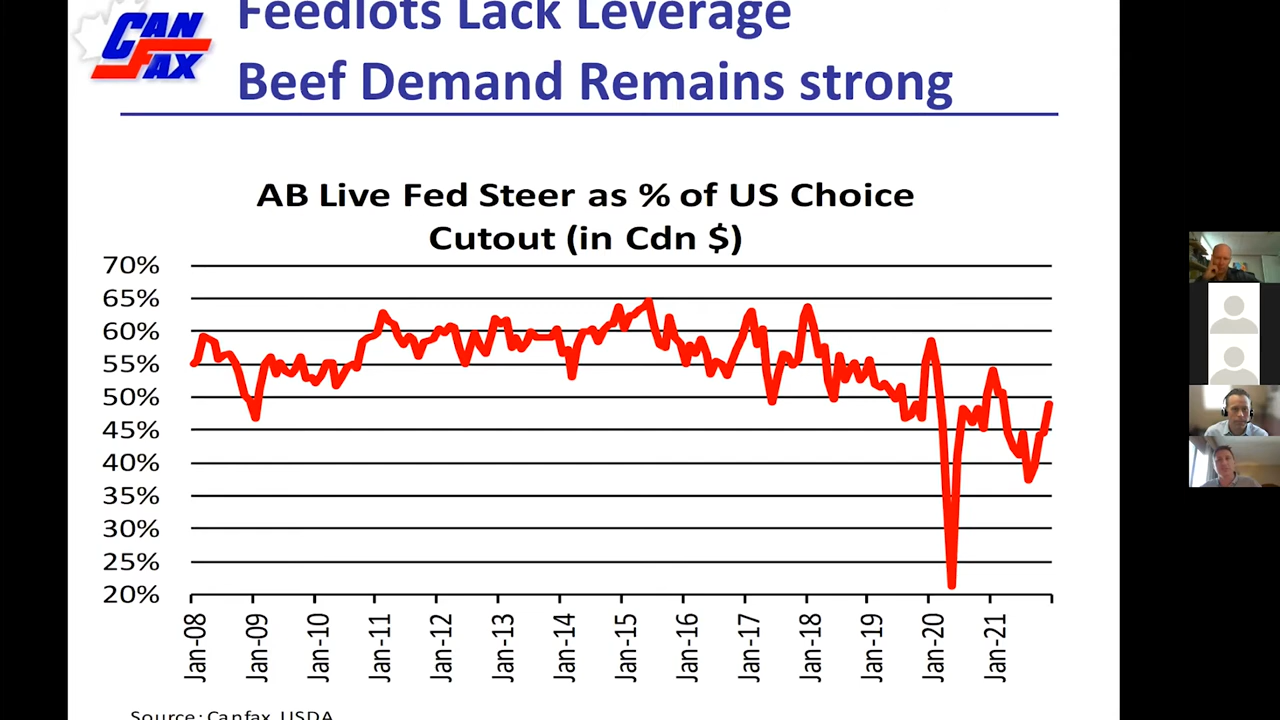 CAN
FAX
Feedlots Lack Leverage
Beef Demand Remains strong
AB Live Fed Steer as % of US Choice
Cutout (in Cdn $)
70%
65%
60%
55%
50%
45%
40%
35%
30%
25%
20%
Jan-08
Jan-09
Jan-10
Jan-11
Jan-12
Jan-13
Jan-14
Jan-15
Jan-16
Jan-17
Jan-18
Jan-19
Jan-20
Jan-21
Source: Canfax, USDA